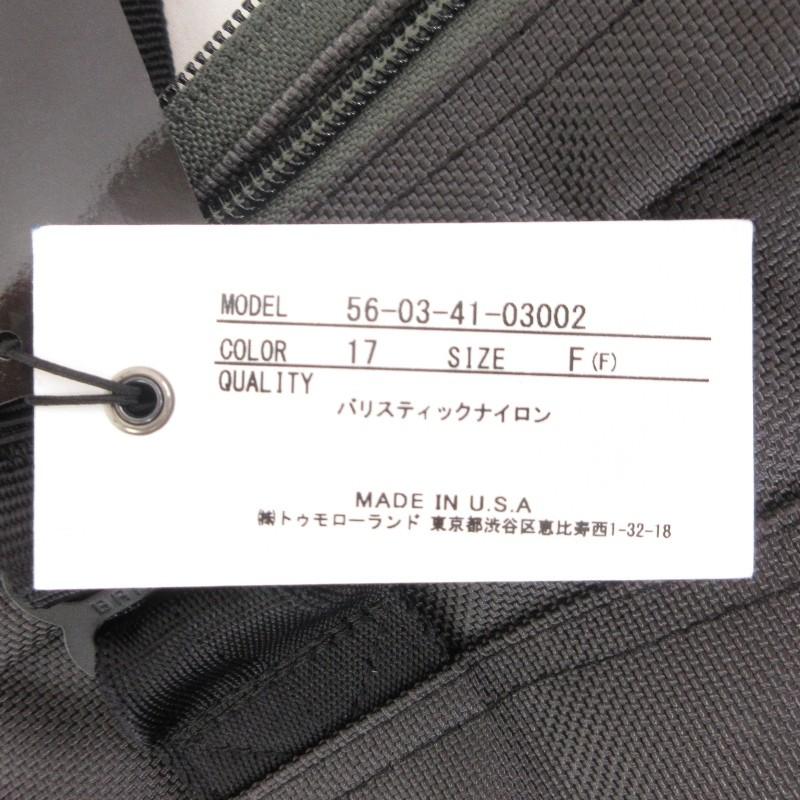 MODEL 56-03-41-03002
COLOR 17 SIZE F (F)
QUALITY
バリスティックナイロン
MADE IN U.S.A
㈱トゥモローランド 東京都渋谷区恵比寿西1-32-18